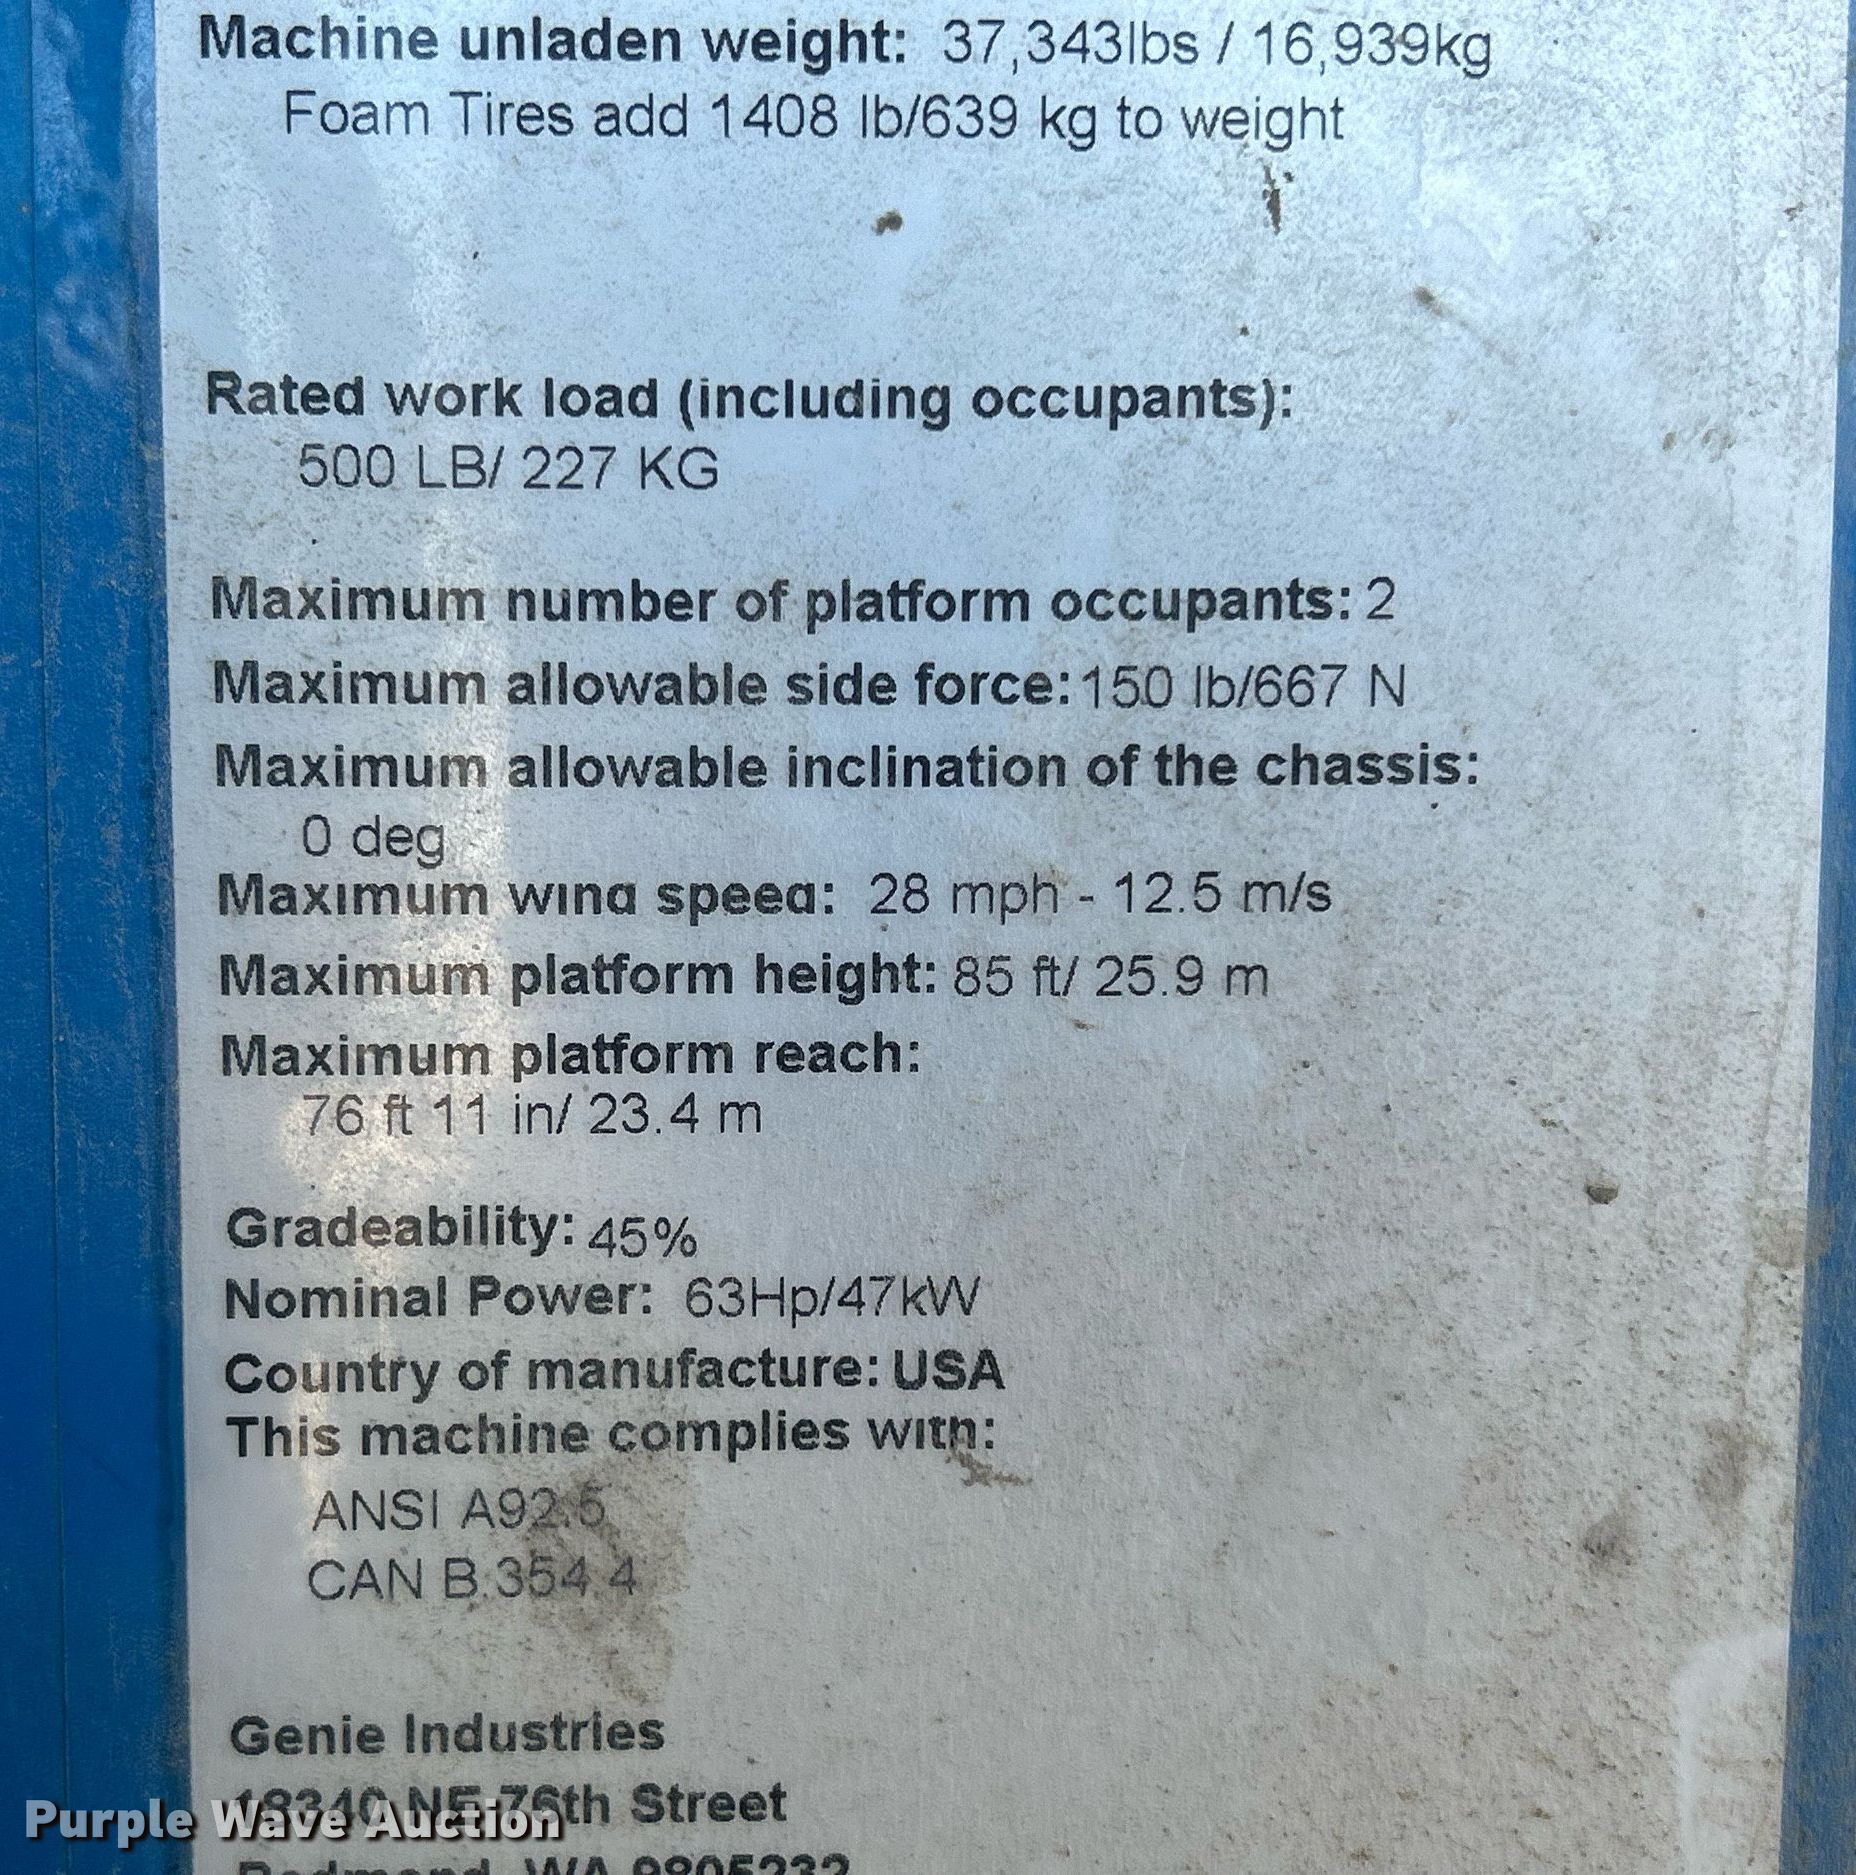 Machine unladen weight: 37,343lbs / 16,939kg
Foam Tires add 1408 lb/639 kg to weight
Rated work load (including occupants):
500 LB/ 227 KG
Maximum number of platform occupants: 2
Maximum allowable side force: 150 lb/667 N
Maximum allowable inclination of the chassis:
0 deg
Maximum wind speed: 28 mph - 12.5 m/s
Maximum platform height: 85 ft/ 25.9 m
Maximum platform reach:
76 ft 11 in/ 23.4 m
Gradeability: 45%
Nominal Power: 63Hp/47kW
Country of manufacture: USA
This machine complies with:
ANSI A92.5
CAN B.354.4
Genie Industries
18340 NE 76th Street
Purple Wave Auction
Redmond, WA 9805232